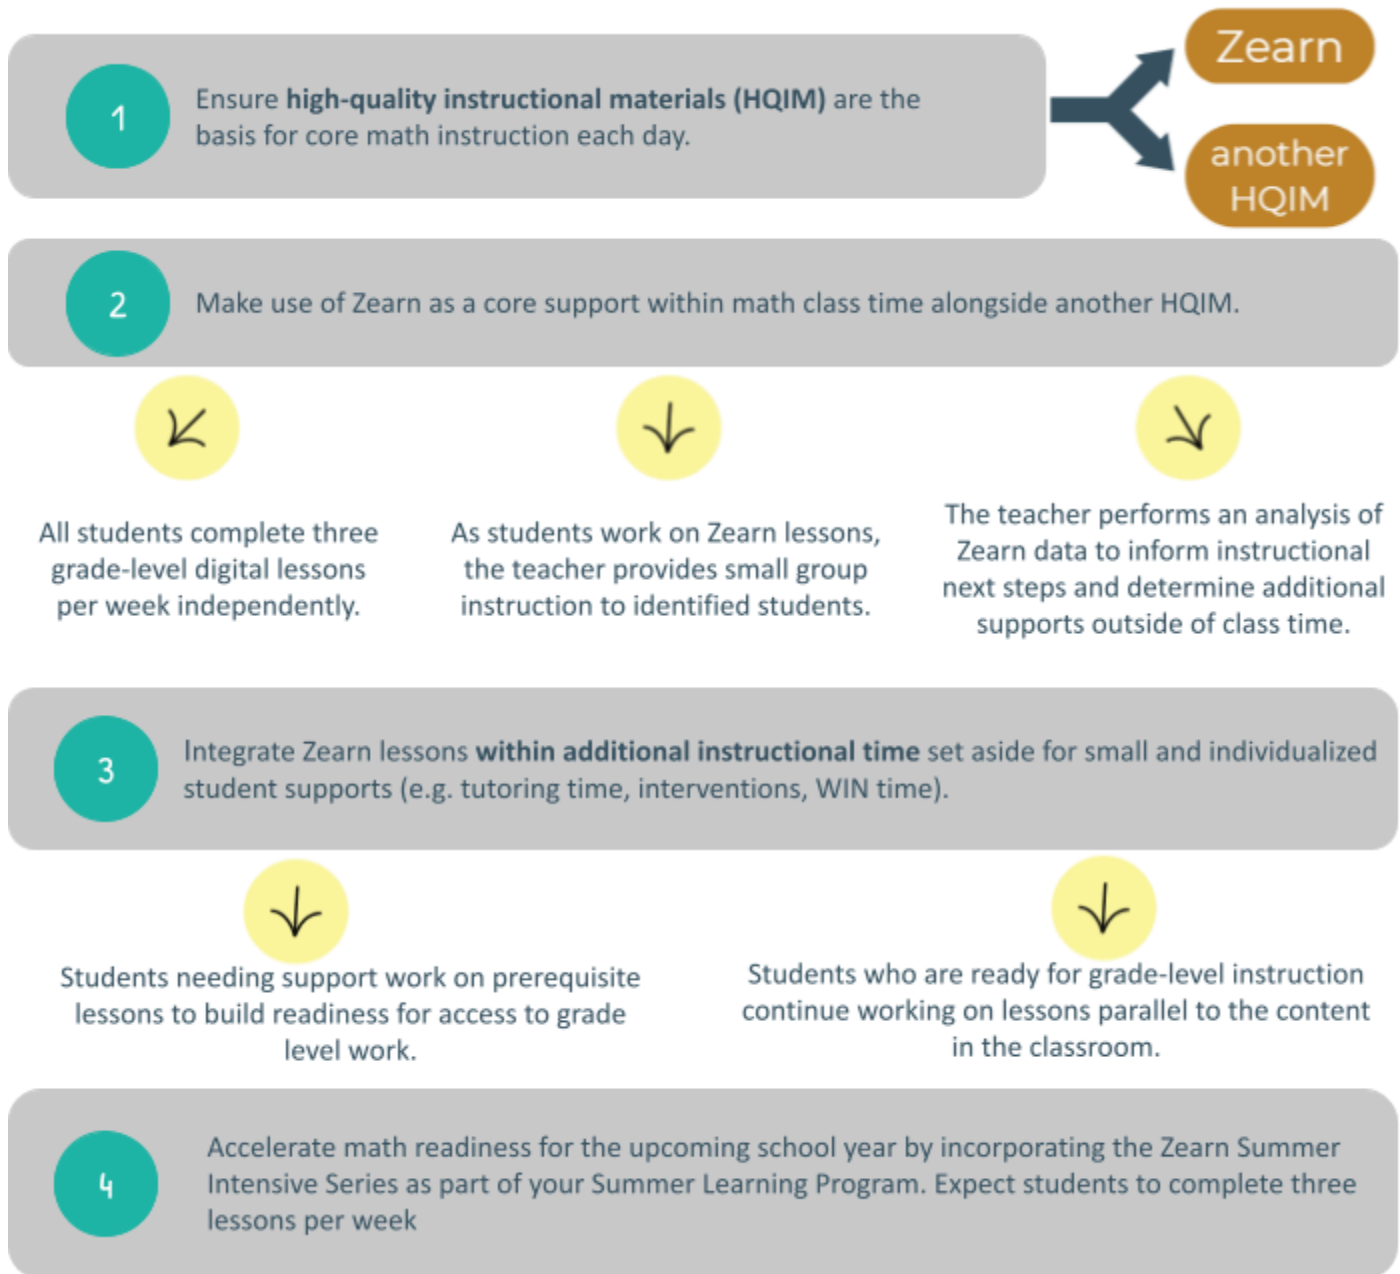 1
Ensure high-quality instructional materials (HQIM) are the
basis for core math instruction each day.
Zearn
another
HQIM
2
Make use of Zearn as a core support within math class time alongside another HQIM.
All students complete three
grade-level digital lessons
per week independently.
As students work on Zearn lessons,
the teacher provides small group
instruction to identified students.
The teacher performs an analysis of
Zearn data to inform instructional
next steps and determine additional
supports outside of class time.
3
Integrate Zearn lessons within additional instructional time set aside for small and individualized
student supports (e.g. tutoring time, interventions, WIN time).
Students needing support work on prerequisite
lessons to build readiness for access to grade
level work.
Students who are ready for grade-level instruction
continue working on lessons parallel to the content
in the classroom.
4
Accelerate math readiness for the upcoming school year by incorporating the Zearn Summer
Intensive Series as part of your Summer Learning Program. Expect students to complete three
lessons per week